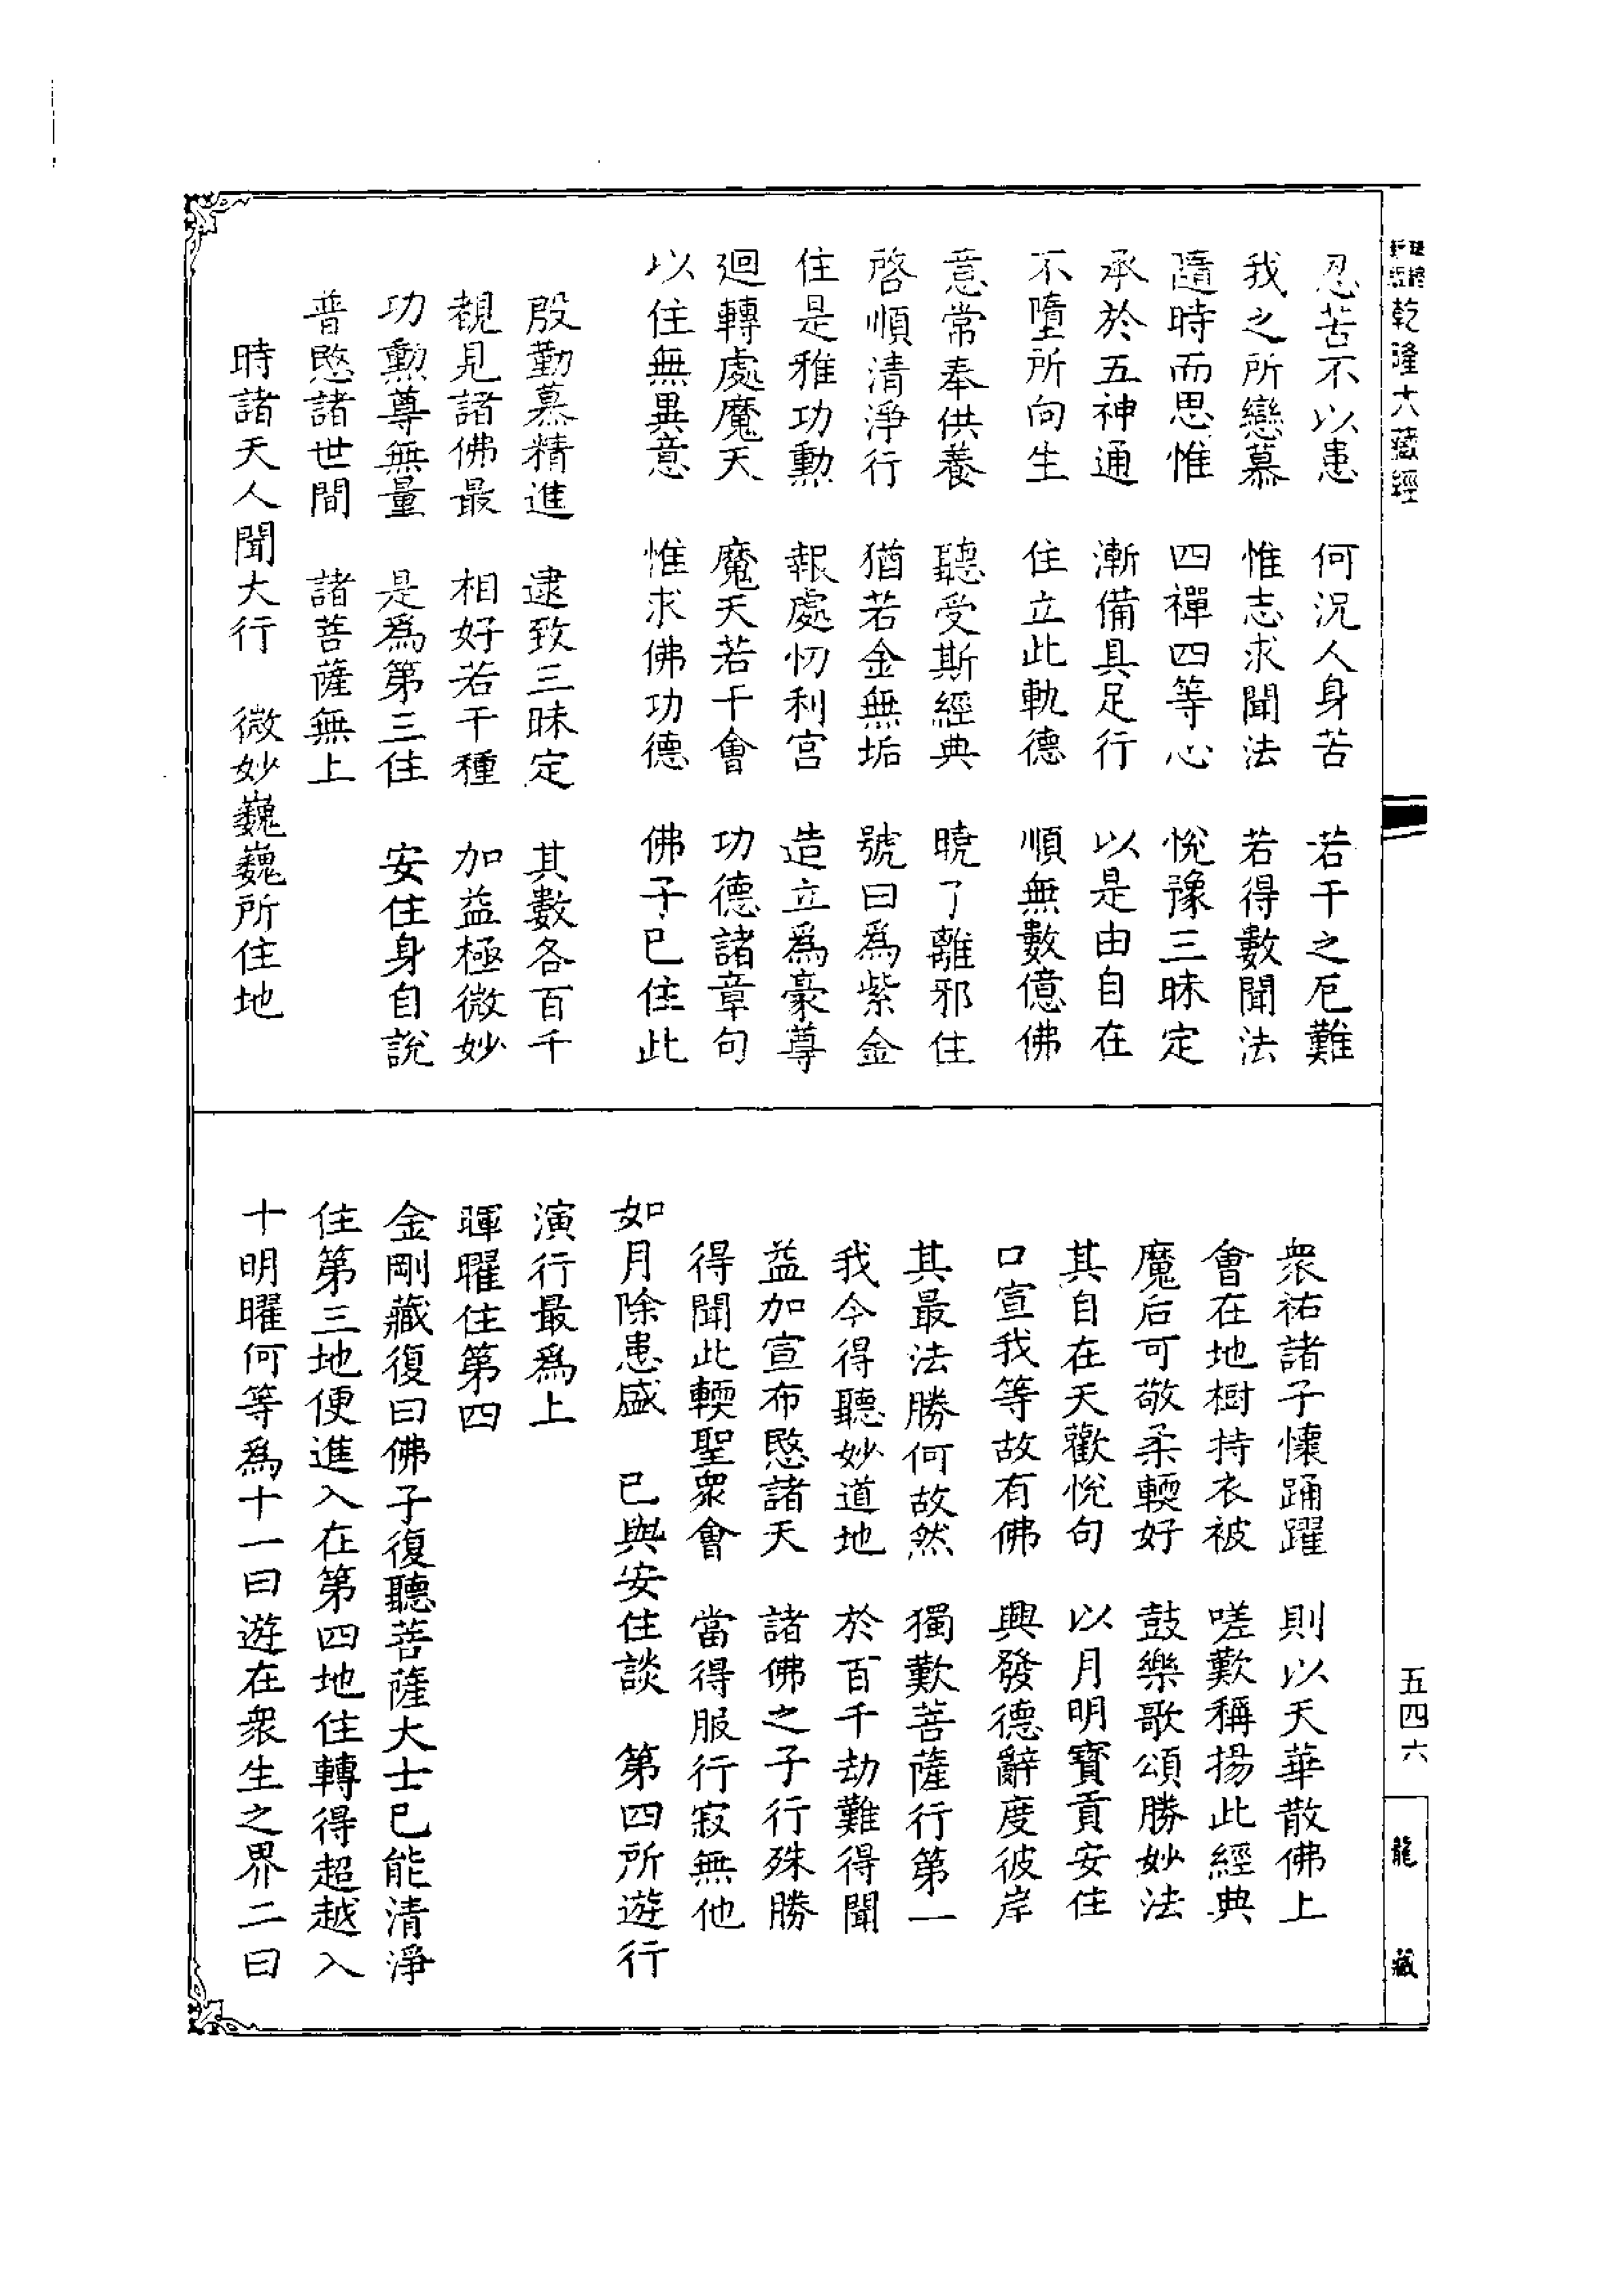 乾隆大藏經
忍苦不以患　何況人身苦　若干之厄難
我之所戀慕　惟志求聞法　若得數聞法
隨時而思惟　四禪四等心　悅豫三昧定
承於五神通　漸備具足行　以是由自在
不墮所向生　住立此軌德　順無數億佛
意常奉供養　聽受斯經典　曉了離邪住
啓順清淨行　猶若金無垢　號曰爲紫金
住是雅功勳　報處忉利宫　造立爲豪尊
迴轉處魔天　魔天若干會　功德諸章句
以住無異意　惟求佛功德　佛子已住此
殷勤慕精進　逮致三昧定　其數各百千
覩見諸佛最　相好若干種　加益極微妙
功勳尊無量　是爲第三住　安住身自說
普愍諸世間　諸菩薩無上
時諸天人聞大行　微妙巍巍所住地
衆祐諸子懷踊躍　則以天華散佛上
會在地樹持衣被　嗟歎稱揚此經典
魔后可敬柔輭好　鼓樂歌頌勝妙法
其自在天歡悅句　以月明寶貢安住
口宣我等故有佛　興發德辭度彼岸
其最法勝何故然　獨歎菩薩行第一
我今得聽妙道地　於百千劫難得聞
益加宣布愍諸天　諸佛之子行殊勝
得聞此輭聖衆會　當得服行寂無他
如月除患盛　已與安住談　第四所遊行
演行最爲上
暉曜住第四
金剛藏復曰佛子復聽菩薩大士已能清淨
住第三地便進入在第四地住轉得超越入
十明曜何等爲十一曰遊在衆生之界二曰
五四六
龍藏